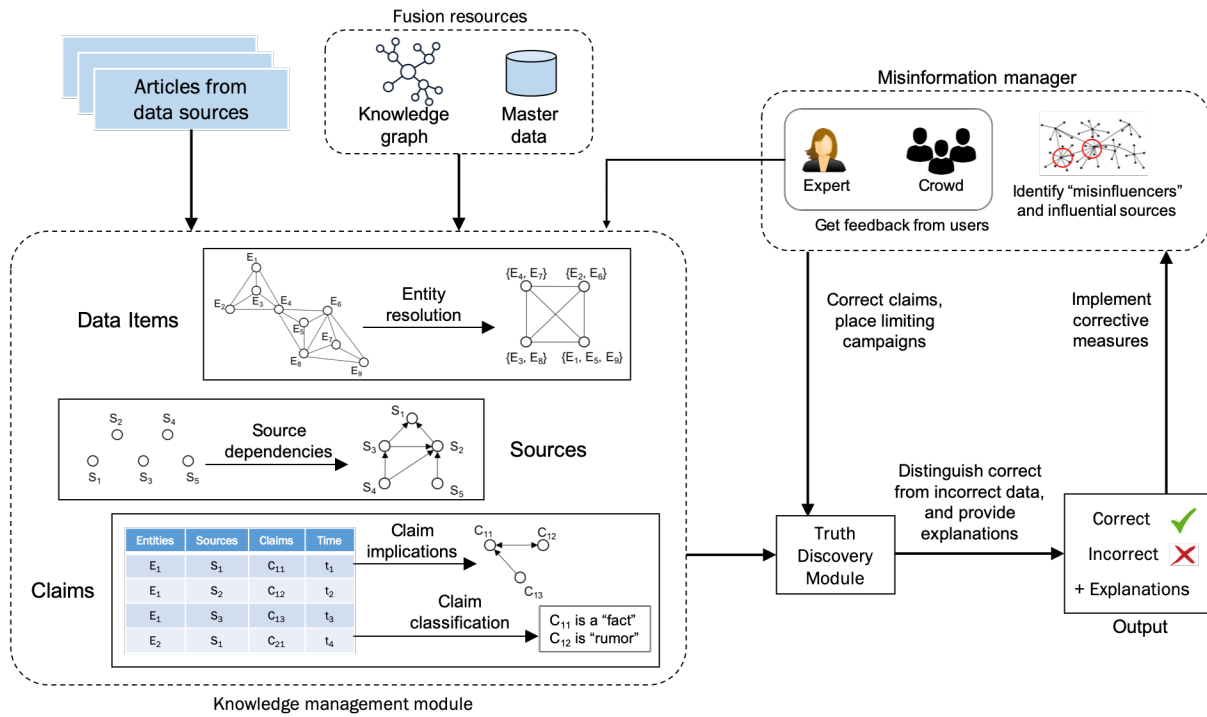 Fusion resources
Articles from
data sources
Knowledge
graph
Master
data
Misinformation manager
Expert
Crowd
Get feedback from users
Identify “misinfluencers”
and influential sources
Data Items
E1
E2
E3
E4
E5
E6
E7
E8
E9
Entity
resolution
{E4, E7}
{E2, E6}
{E3, E8}
{E1, E5, E9}
Correct claims,
place limiting
campaigns
Implement
corrective
measures
S2
S4
S1
S3
S5
Source
dependencies
S1
S3
S2
S4
S5
Sources
Entities Sources Claims Time
E1 S1 C11 t1
E1 S2 C12 t2
E1 S3 C13 t3
E2 S1 C21 t4
Claims
Claim
implications
C11
C12
C13
Claim
classification
C11 is a “fact”
C12 is “rumor”
Knowledge management module
Truth
Discovery
Module
Distinguish correct
from incorrect data,
and provide
explanations
Correct
Incorrect
+ Explanations
Output